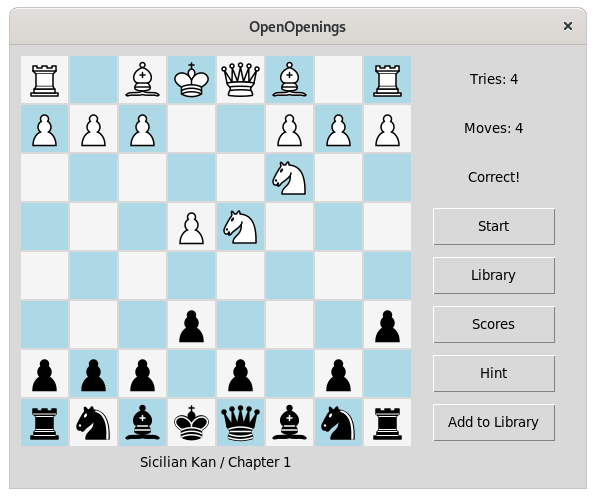 OpenOpenings
×
Tries: 4
Moves: 4
Correct!
Start
Library
Scores
Hint
Add to Library
Sicilian Kan / Chapter 1